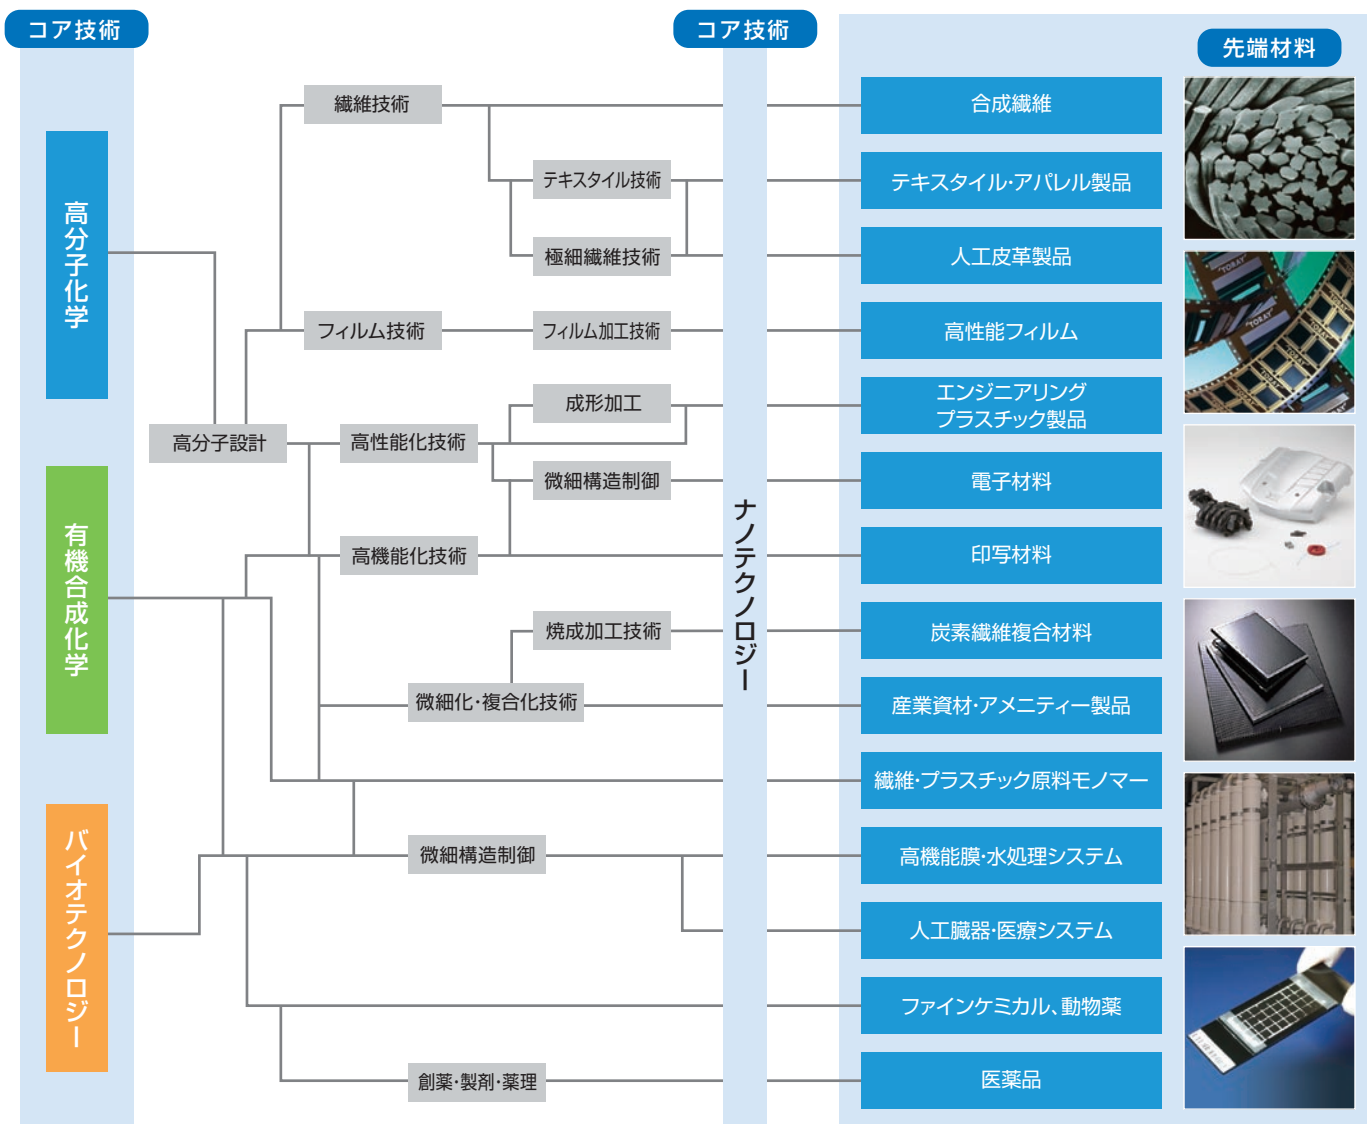 コア技術
コア技術
先端材料
高分子化学
有機合成化学
バイオテクノロジー
高分子設計
繊維技術
テキスタイル技術
極細繊維技術
フィルム技術
フィルム加工技術
成形加工
高性能化技術
微細構造制御
高機能化技術
焼成加工技術
微細化・複合化技術
微細構造制御
創薬・製剤・薬理
ナノテクノロジー
合成繊維
テキスタイル・アパレル製品
人工皮革製品
高性能フィルム
エンジニアリング
プラスチック製品
電子材料
印写材料
炭素繊維複合材料
産業資材・アメニティー製品
繊維・プラスチック原料モノマー
高機能膜・水処理システム
人工臓器・医療システム
ファインケミカル、動物薬
医薬品
"TORAY"
"TORAY"
TORAY
TORAY
TORAY